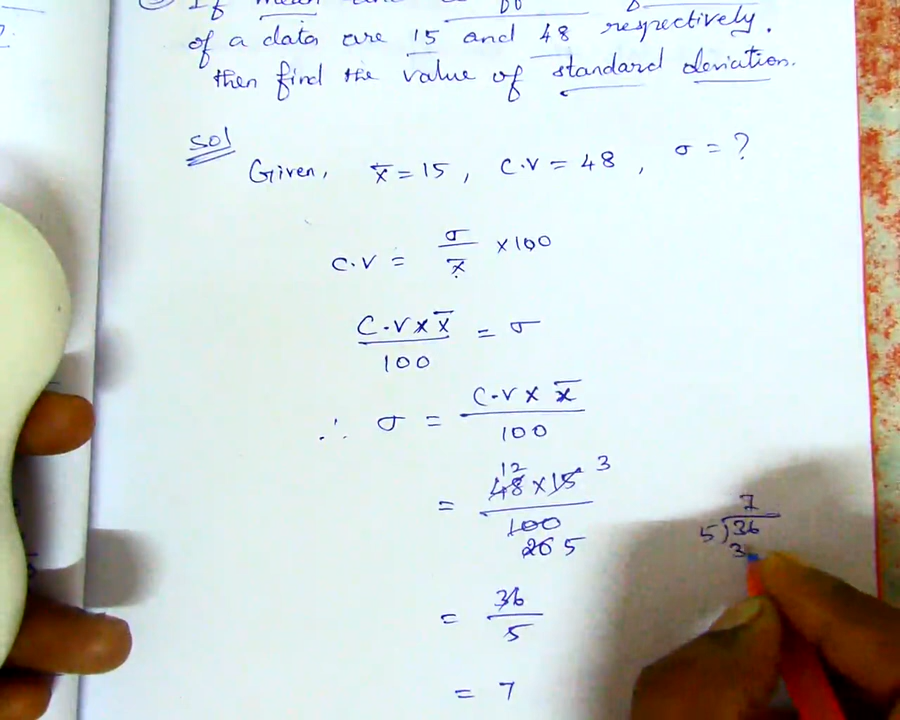 of a data are 15 and 48 respectively.
then find the value of standard deviation.
Sol
Given, x̄ = 15, C.V = 48, σ = ?
C.V = σ/x̄ × 100
C.V × x̄ / 100 = σ
∴ σ = C.V × x̄ / 100
12 3
= 48 × 15 / 100
20 5
= 36/5
= 7
7
5)36
3